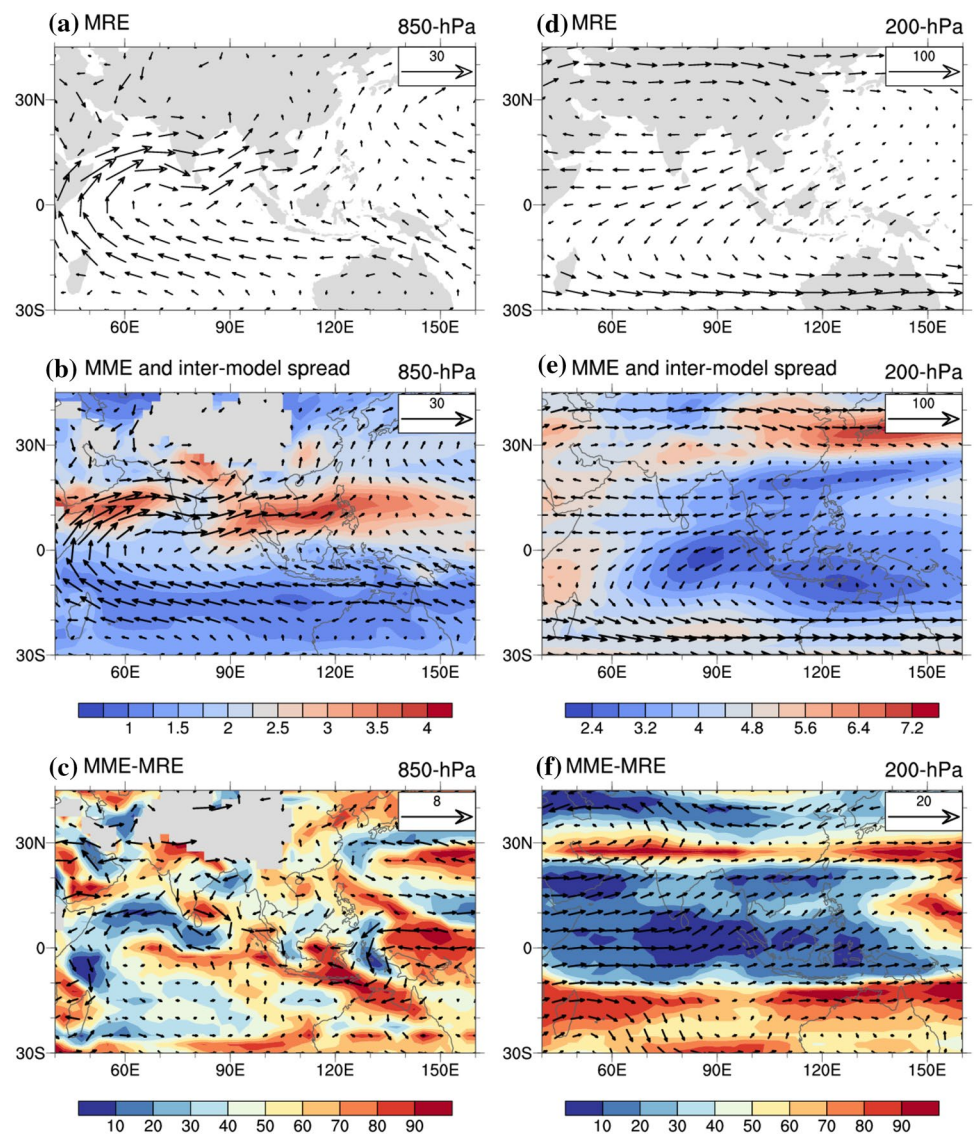 (a) MRE 850-hPa
30
30N
0
30S
60E 90E 120E 150E
(d) MRE 200-hPa
100
30N
0
30S
60E 90E 120E 150E
(b) MME and inter-model spread 850-hPa
30
30N
0
30S
60E 90E 120E 150E
1 1.5 2 2.5 3 3.5 4
(e) MME and inter-model spread 200-hPa
100
30N
0
30S
60E 90E 120E 150E
2.4 3.2 4 4.8 5.6 6.4 7.2
(c) MME-MRE 850-hPa
8
30N
0
30S
60E 90E 120E 150E
10 20 30 40 50 60 70 80 90
(f) MME-MRE 200-hPa
20
30N
0
30S
60E 90E 120E 150E
10 20 30 40 50 60 70 80 90